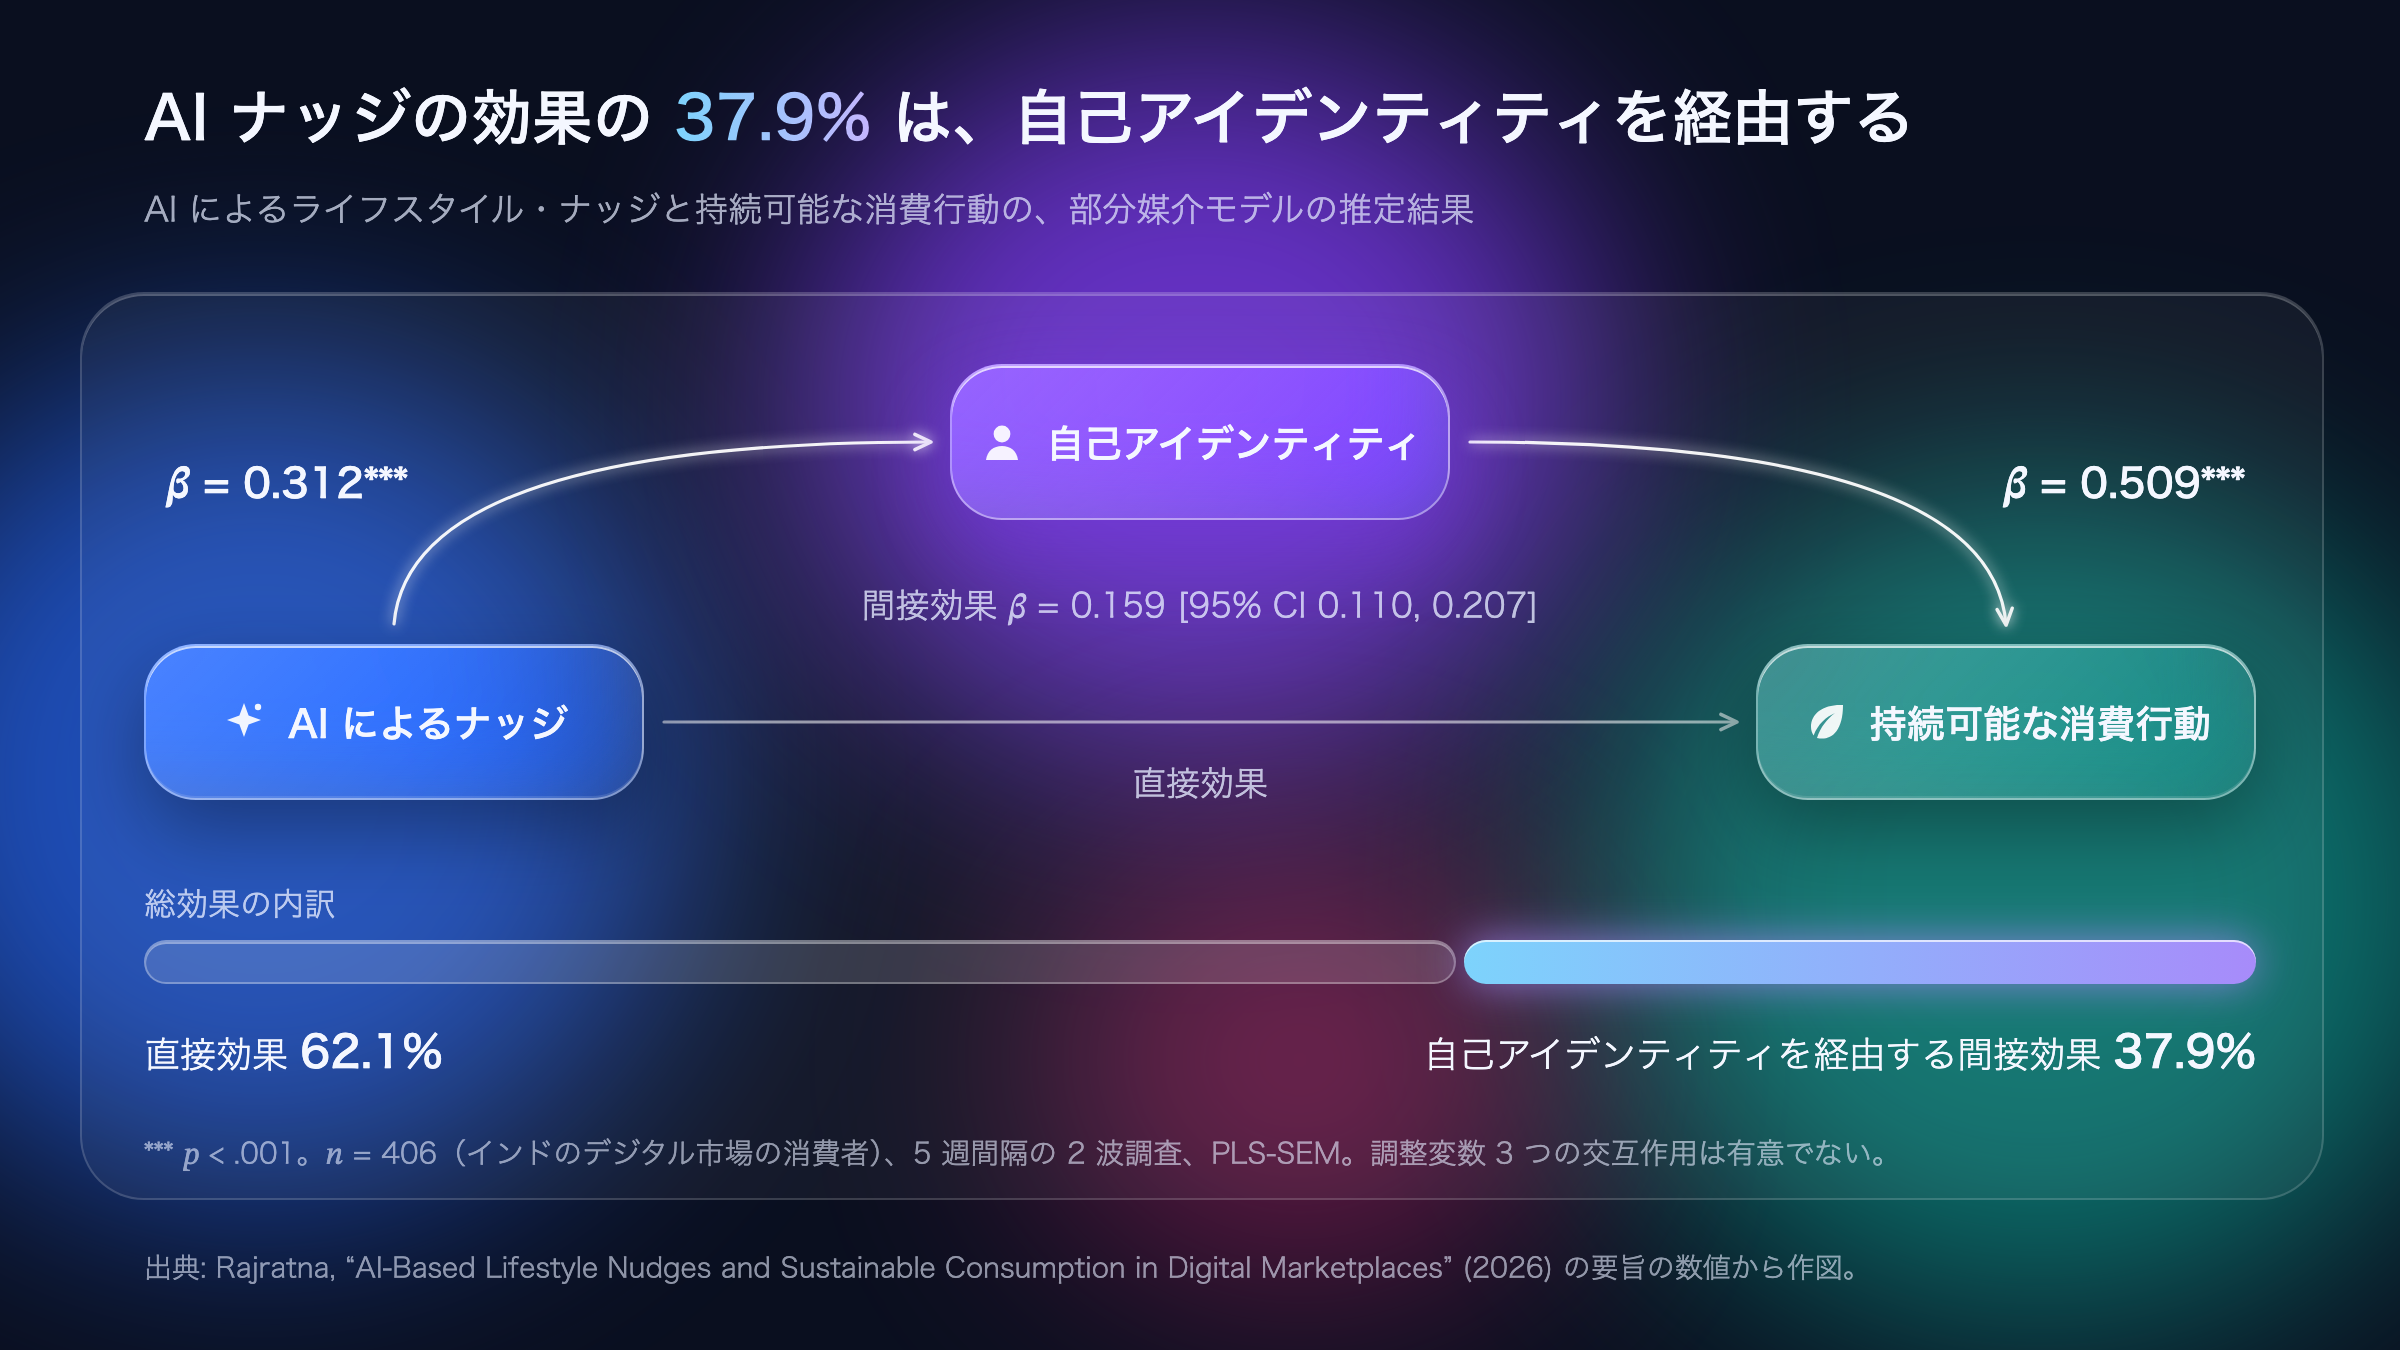 AI ナッジの効果の 37.9% は、自己アイデンティティを経由する
AI によるライフスタイル・ナッジと持続可能な消費行動の、部分媒介モデルの推定結果
自己アイデンティティ
β = 0.312***
β = 0.509***
間接効果 β = 0.159 [95% CI 0.110, 0.207]
AI によるナッジ
持続可能な消費行動
直接効果
総効果の内訳
直接効果 62.1%
自己アイデンティティを経由する間接効果 37.9%
*** p < .001。n = 406（インドのデジタル市場の消費者）、5 週間隔の 2 波調査、PLS-SEM。調整変数 3 つの交互作用は有意でない。
出典: Rajratna, “AI-Based Lifestyle Nudges and Sustainable Consumption in Digital Marketplaces” (2026) の要旨の数値から作図。